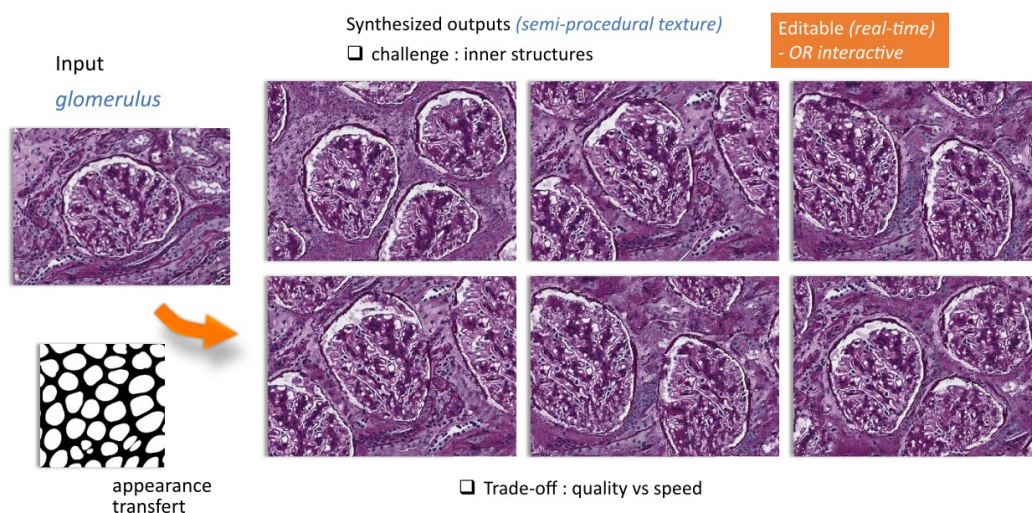 Synthesized outputs (semi-procedural texture)
❑ challenge : inner structures
Editable (real-time)
- OR interactive
Input
glomerulus
appearance
transfert
❑ Trade-off : quality vs speed